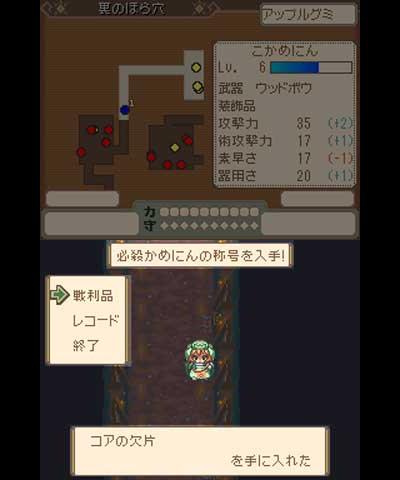 裏のほら穴
アップルグミ
こかめにん
Lv. 6
武器 ウッドボウ
装飾品
攻撃力 35 (+2)
術攻撃力 17 (+1)
素早さ 17 (-1)
器用さ 20 (+1)
1
力
守
必殺かめにんの称号を入手!
戦利品
レコード
終了
コアの欠片
を手に入れた